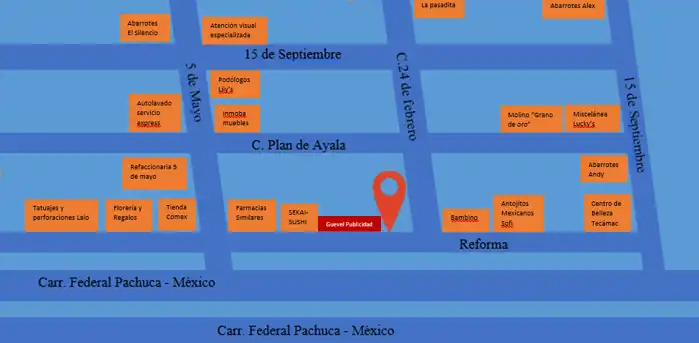 La pasadita
Abarrotes Alex
Abarrotes
El Silencio
Atención visual
especializada
15 de Septiembre
C.24 de febrero
5 de Mayo
15 de Septiembre
Podólogos
Lily's
Autolavado
servicio
express
Inmoba
muebles
Molino "Grano
de oro"
Miscelánea
Lucky's
C. Plan de Ayala
Refaccionaria 5
de mayo
Abarrotes
Andy
Tatuajes y
perforaciones Lalo
Florería y
Regalos
Tienda
Comex
Farmacias
Similares
SEKAI-
SUSHI
Guevel Publicidad
Bambino
Antojitos
Mexicanos
Sofi
Centro de
Belleza
Tecámac
Reforma
Carr. Federal Pachuca - México
Carr. Federal Pachuca - México